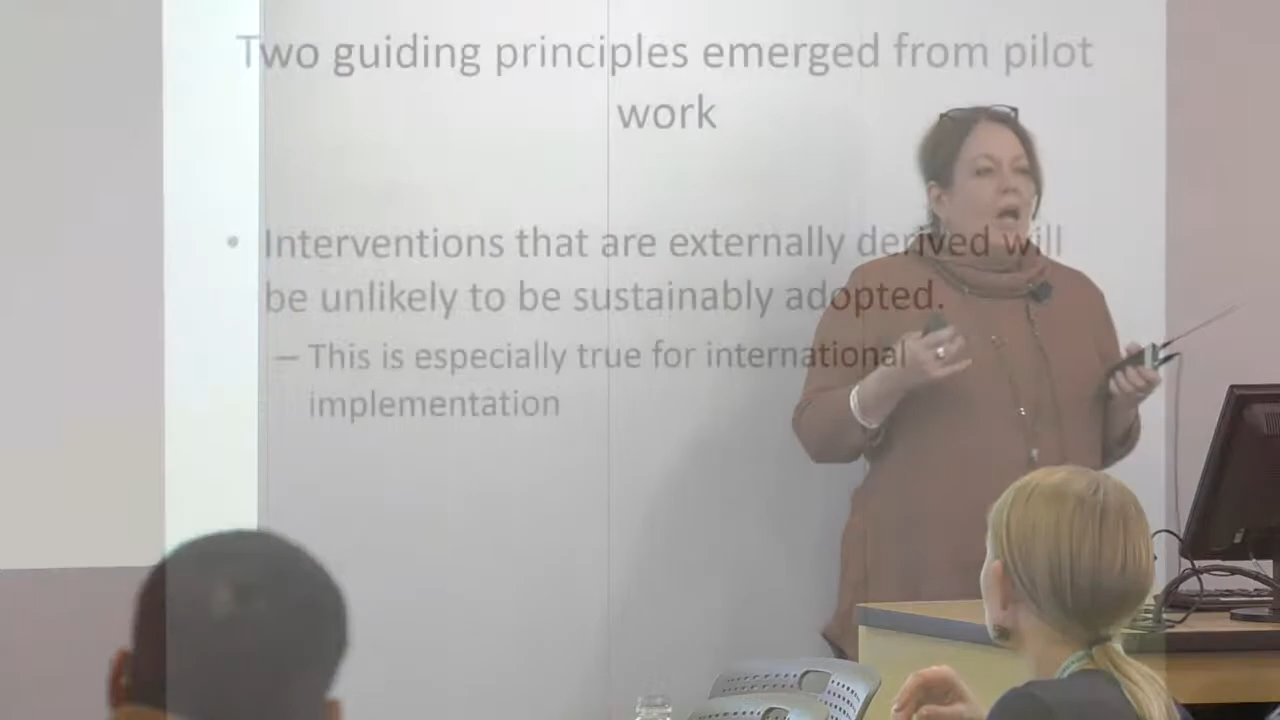 Two guiding principles emerged from pilot
work
• Interventions that are externally derived will
be unlikely to be sustainably adopted.
– This is especially true for international
implementation